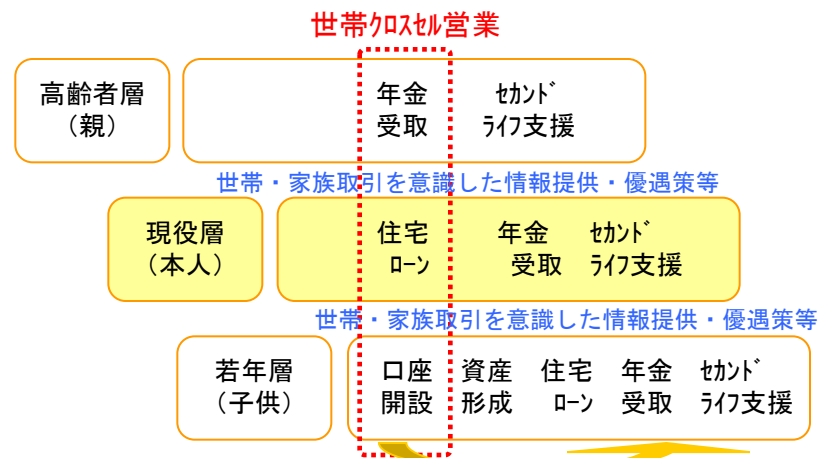 世帯ｸﾛｽｾﾙ営業
高齢者層
（親）
年金
受取
ｾｶﾝﾄﾞ
ﾗｲﾌ支援
世帯・家族取引を意識した情報提供・優遇策等
現役層
（本人）
住宅
ﾛｰﾝ
年金
受取
ｾｶﾝﾄﾞ
ﾗｲﾌ支援
世帯・家族取引を意識した情報提供・優遇策等
若年層
（子供）
口座
開設
資産
形成
住宅
ﾛｰﾝ
年金
受取
ｾｶﾝﾄﾞ
ﾗｲﾌ支援